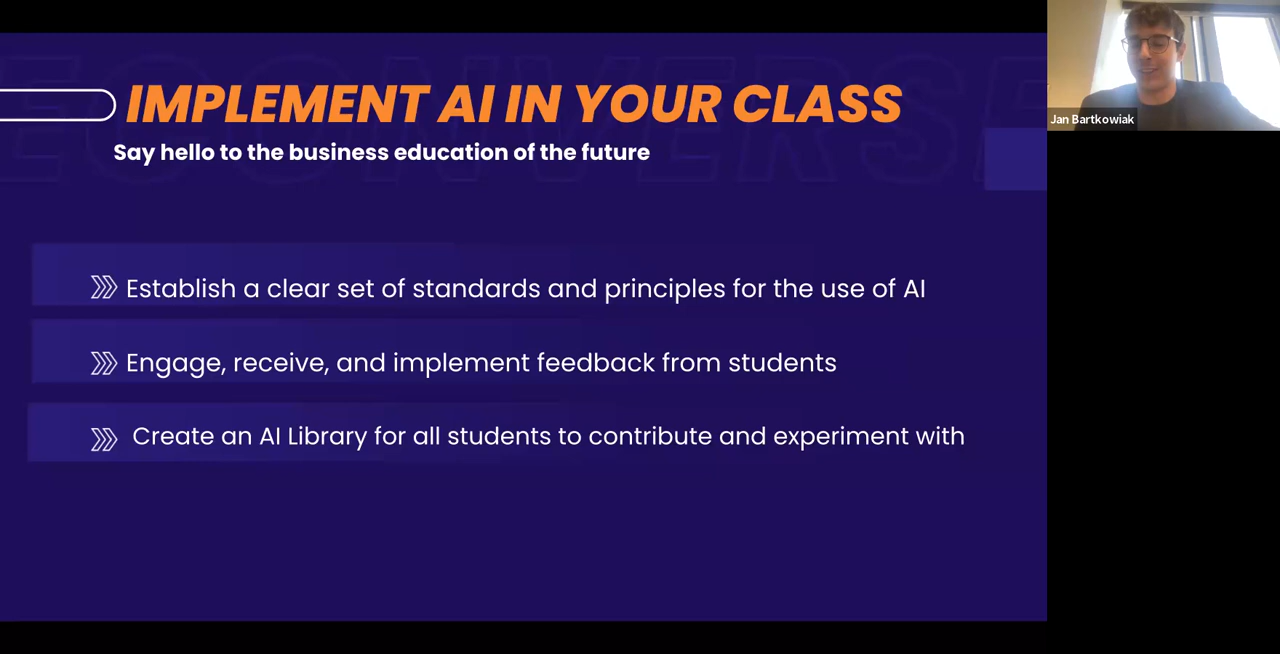 IMPLEMENT AI IN YOUR CLASS
Say hello to the business education of the future
Establish a clear set of standards and principles for the use of AI
Engage, receive, and implement feedback from students
Create an AI Library for all students to contribute and experiment with
Jan Bartkowiak